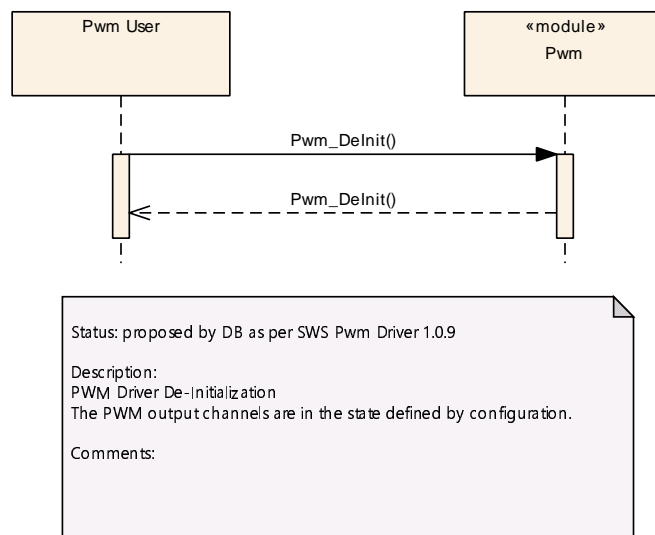 Pwm User
«module»
Pwm
Pwm_DeInit()
Pwm_DeInit()
Status: proposed by DB as per SWS Pwm Driver 1.0.9
Description:
PWM Driver De-Initialization
The PWM output channels are in the state defined by configuration.
Comments: